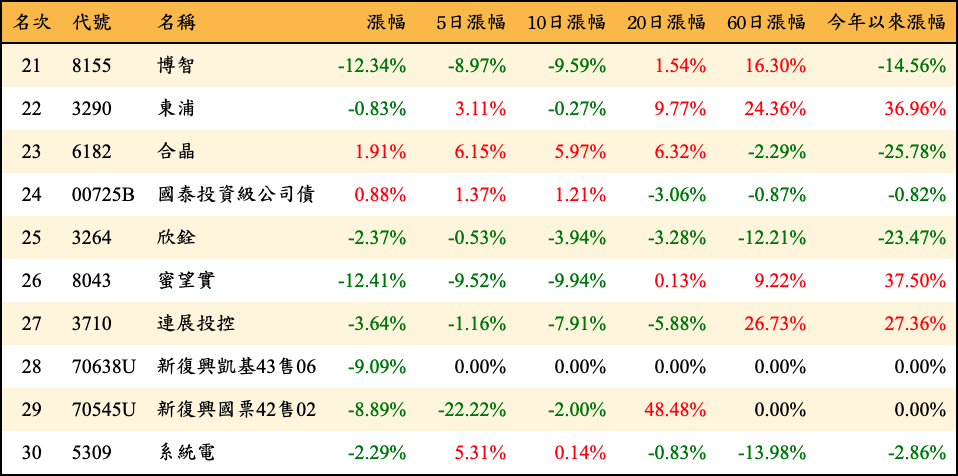 名次 代號 名稱 漲幅 5日漲幅 10日漲幅 20日漲幅 60日漲幅 今年以來漲幅
21 8155 博智 -12.34% -8.97% -9.59% 1.54% 16.30% -14.56%
22 3290 東浦 -0.83% 3.11% -0.27% 9.77% 24.36% 36.96%
23 6182 合晶 1.91% 6.15% 5.97% 6.32% -2.29% -25.78%
24 00725B 國泰投資級公司債 0.88% 1.37% 1.21% -3.06% -0.87% -0.82%
25 3264 欣銓 -2.37% -0.53% -3.94% -3.28% -12.21% -23.47%
26 8043 蜜望實 -12.41% -9.52% -9.94% 0.13% 9.22% 37.50%
27 3710 連展投控 -3.64% -1.16% -7.91% -5.88% 26.73% 27.36%
28 70638U 新復興凱基43售06 -9.09% 0.00% 0.00% 0.00% 0.00% 0.00%
29 70545U 新復興國票42售02 -8.89% -22.22% -2.00% 48.48% 0.00% 0.00%
30 5309 系統電 -2.29% 5.31% 0.14% -0.83% -13.98% -2.86%